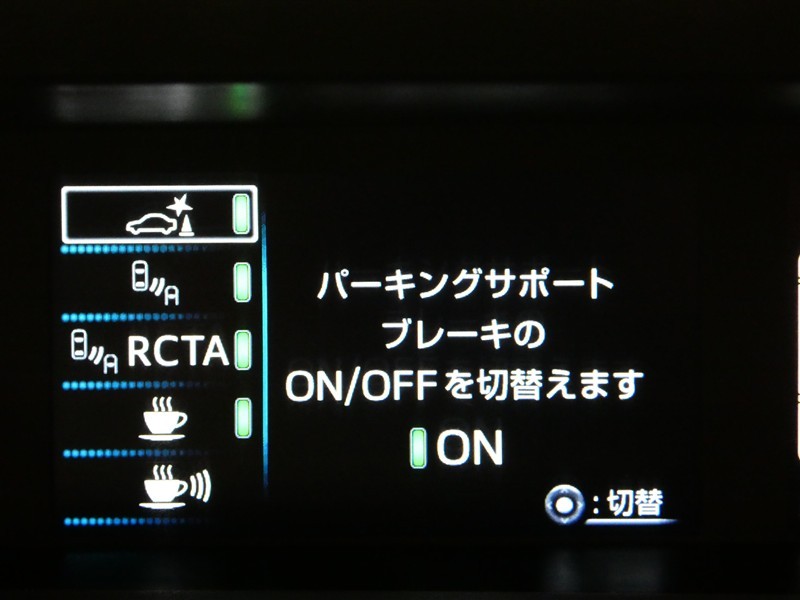 RCTA
パーキングサポート
ブレーキの
ON/OFFを切替えます
ON
:切替